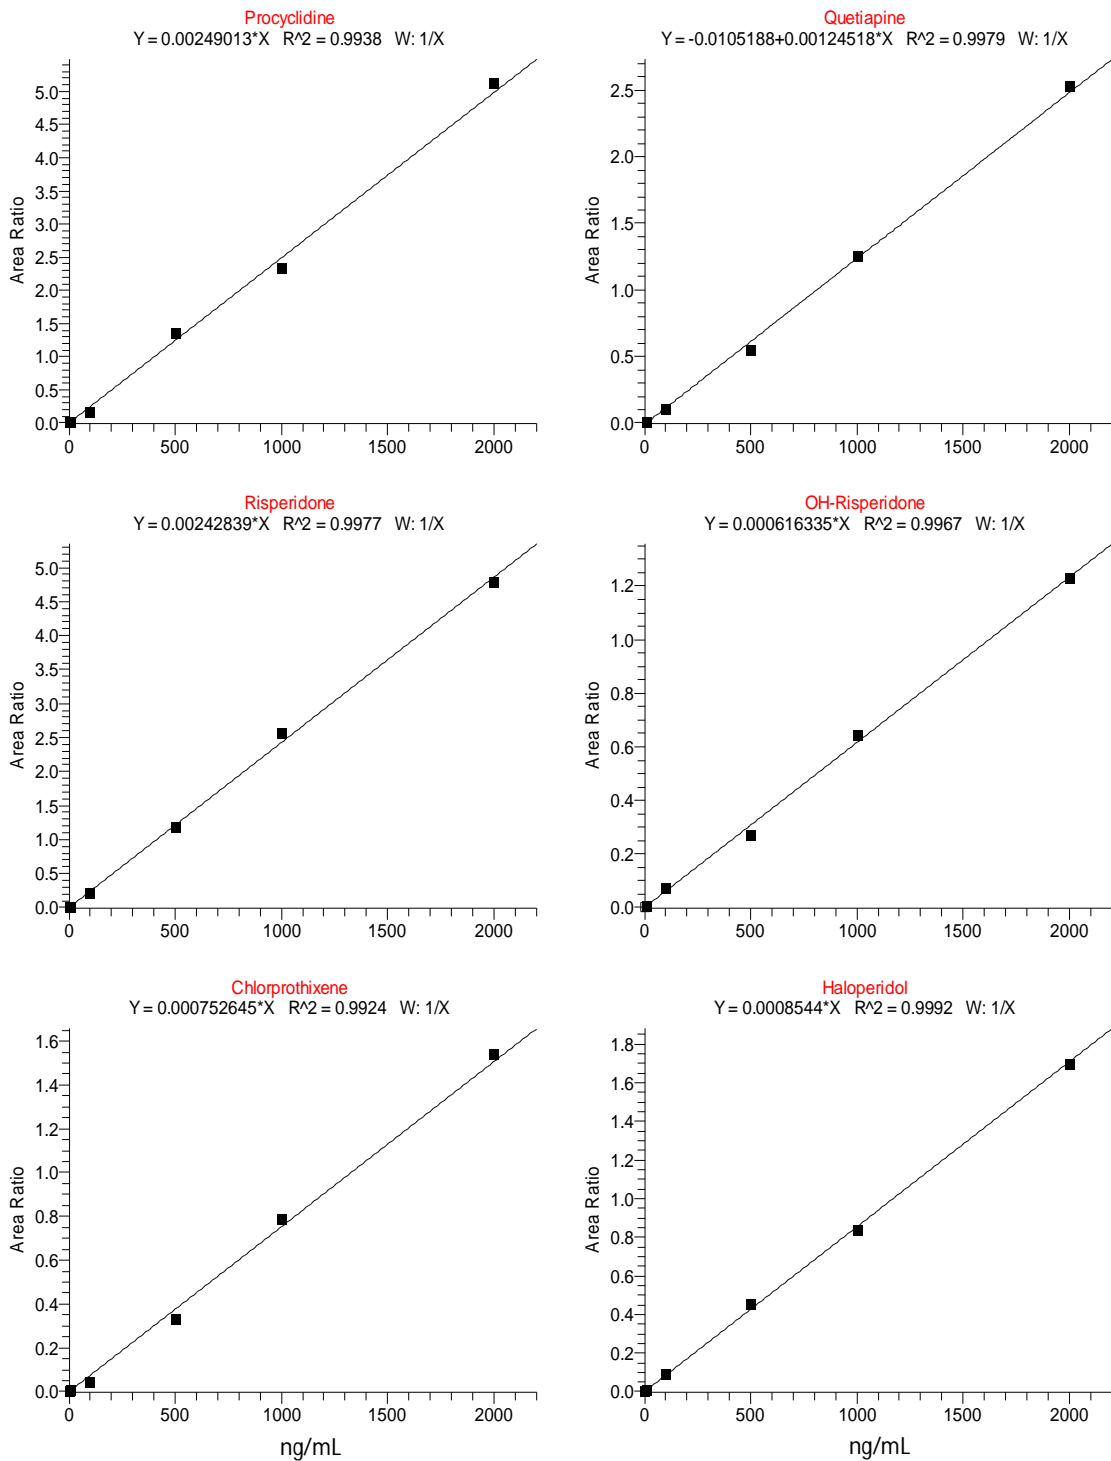 Procyclidine
Y = 0.00249013*X R^2 = 0.9938 W: 1/X
Area Ratio
5.0
4.5
4.0
3.5
3.0
2.5
2.0
1.5
1.0
0.5
0.0
0 500 1000 1500 2000
Quetiapine
Y = -0.0105188+0.00124518*X R^2 = 0.9979 W: 1/X
Area Ratio
2.5
2.0
1.5
1.0
0.5
0.0
0 500 1000 1500 2000
Risperidone
Y = 0.00242839*X R^2 = 0.9977 W: 1/X
Area Ratio
5.0
4.5
4.0
3.5
3.0
2.5
2.0
1.5
1.0
0.5
0.0
0 500 1000 1500 2000
OH-Risperidone
Y = 0.000616335*X R^2 = 0.9967 W: 1/X
Area Ratio
1.2
1.0
0.8
0.6
0.4
0.2
0.0
0 500 1000 1500 2000
Chlorprothixene
Y = 0.000752645*X R^2 = 0.9924 W: 1/X
Area Ratio
1.6
1.4
1.2
1.0
0.8
0.6
0.4
0.2
0.0
0 500 1000 1500 2000
ng/mL
Haloperidol
Y = 0.0008544*X R^2 = 0.9992 W: 1/X
Area Ratio
1.8
1.6
1.4
1.2
1.0
0.8
0.6
0.4
0.2
0.0
0 500 1000 1500 2000
ng/mL